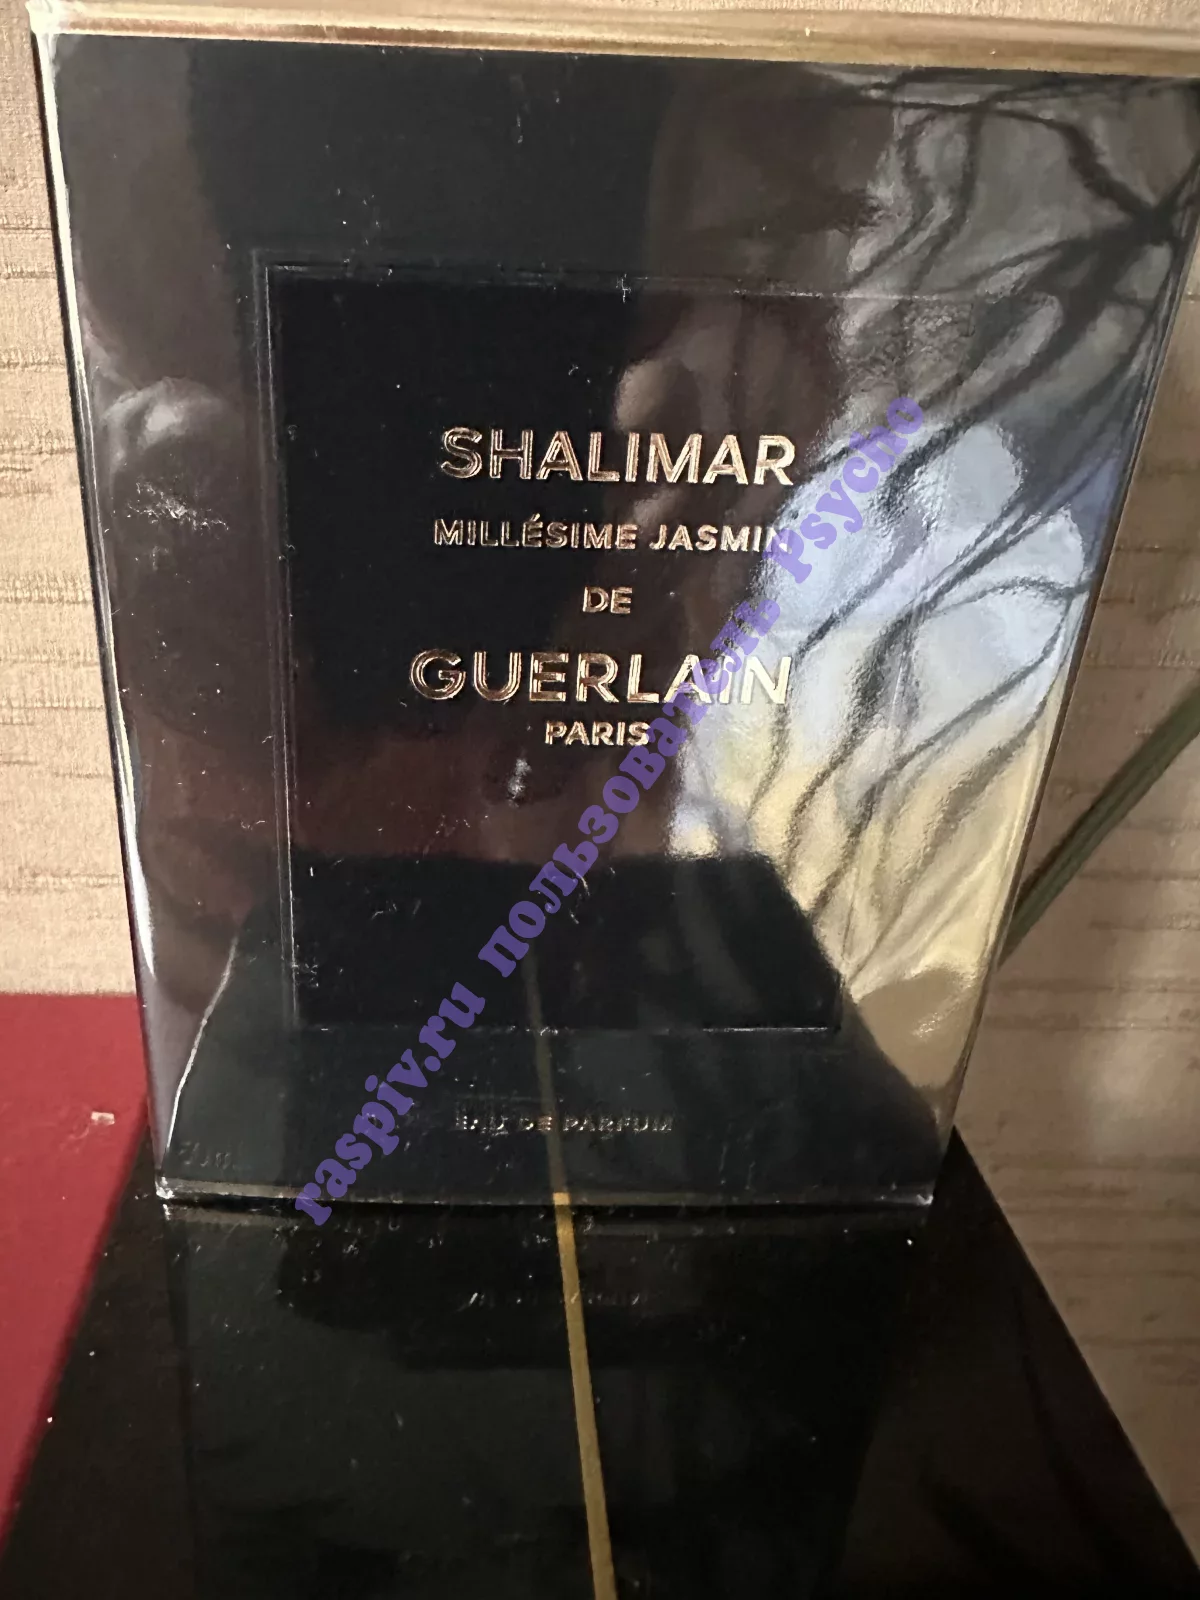 SHALIMAR
MILLÉSIME JASMIN
DE
GUERLAIN
PARIS
EAU DE PARFUM
raspiv.ru пользователь Psycho